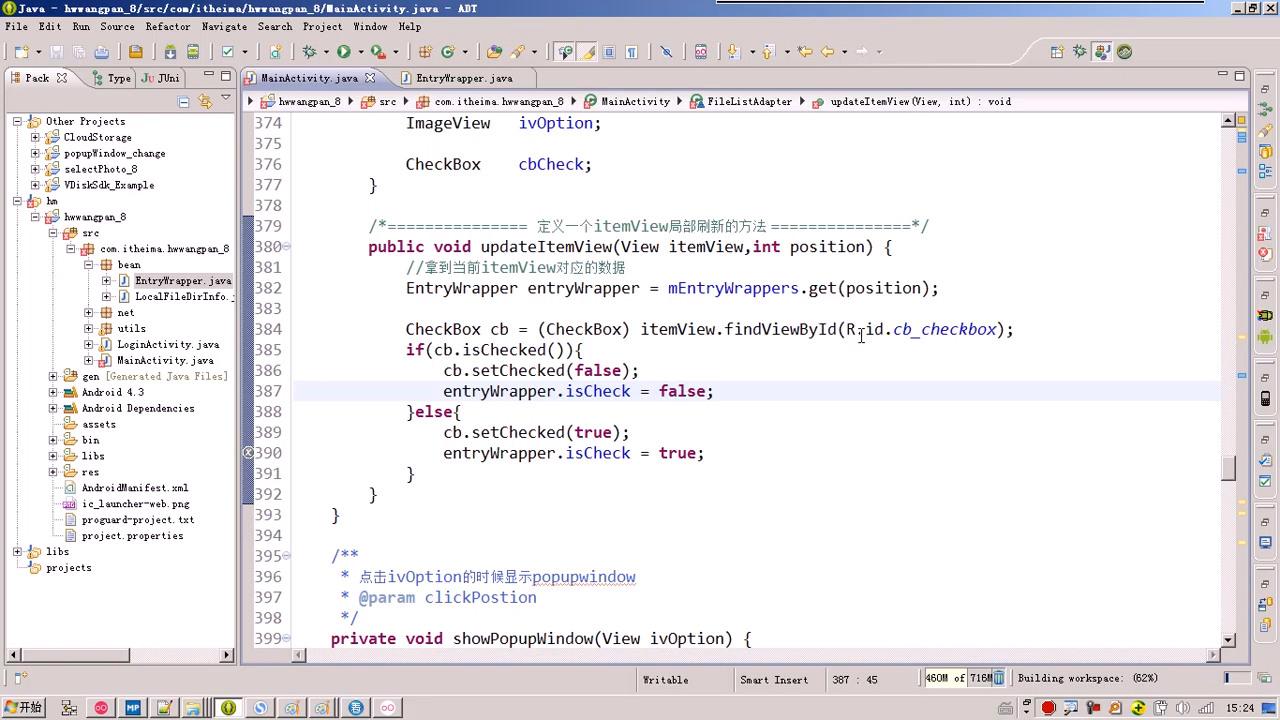 Java - hwwangpan_8/src/com/itheima/hwwangpan_8/MainActivity.java - ADT
File Edit Run Source Refactor Navigate Search Project Window Help
Pack Type JUni
MainActivity.java EntryWrapper.java
hwwangpan_8 src com.itheima.hwwangpan_8 MainActivity FileListAdapter updateItemView(View, int) : void
Other Projects
CloudStorage
popupWindow_change
selectPhoto_8
VDiskSdk_Example
hm
hwwangpan_8
src
com.itheima.hwwangpan_8
bean
EntryWrapper.java
LocalFileDirInfo.
net
utils
LoginActivity.java
MainActivity.java
gen [Generated Java Files]
Android 4.3
Android Dependencies
assets
bin
libs
res
AndroidManifest.xml
ic_launcher-web.png
proguard-project.txt
project.properties
libs
projects
374 ImageView ivOption;
375
376 CheckBox cbCheck;
377 }
378
379 /*=============== 定义一个itemView局部刷新的方法 ===============*/
380 public void updateItemView(View itemView,int position) {
381 //拿到当前itemView对应的数据
382 EntryWrapper entryWrapper = mEntryWrappers.get(position);
383
384 CheckBox cb = (CheckBox) itemView.findViewById(R.id.cb_checkbox);
385 if(cb.isChecked()){
386 cb.setChecked(false);
387 entryWrapper.isCheck = false;
388 }else{
389 cb.setChecked(true);
390 entryWrapper.isCheck = true;
391 }
392 }
393 }
394
395 /**
396 * 点击ivOption的时候显示popupwindow
397 * @param clickPostion
398 */
399 private void showPopupWindow(View ivOption) {
Writable Smart Insert 387 : 45 460M of 716M Building workspace: (62%)
开始 15:24